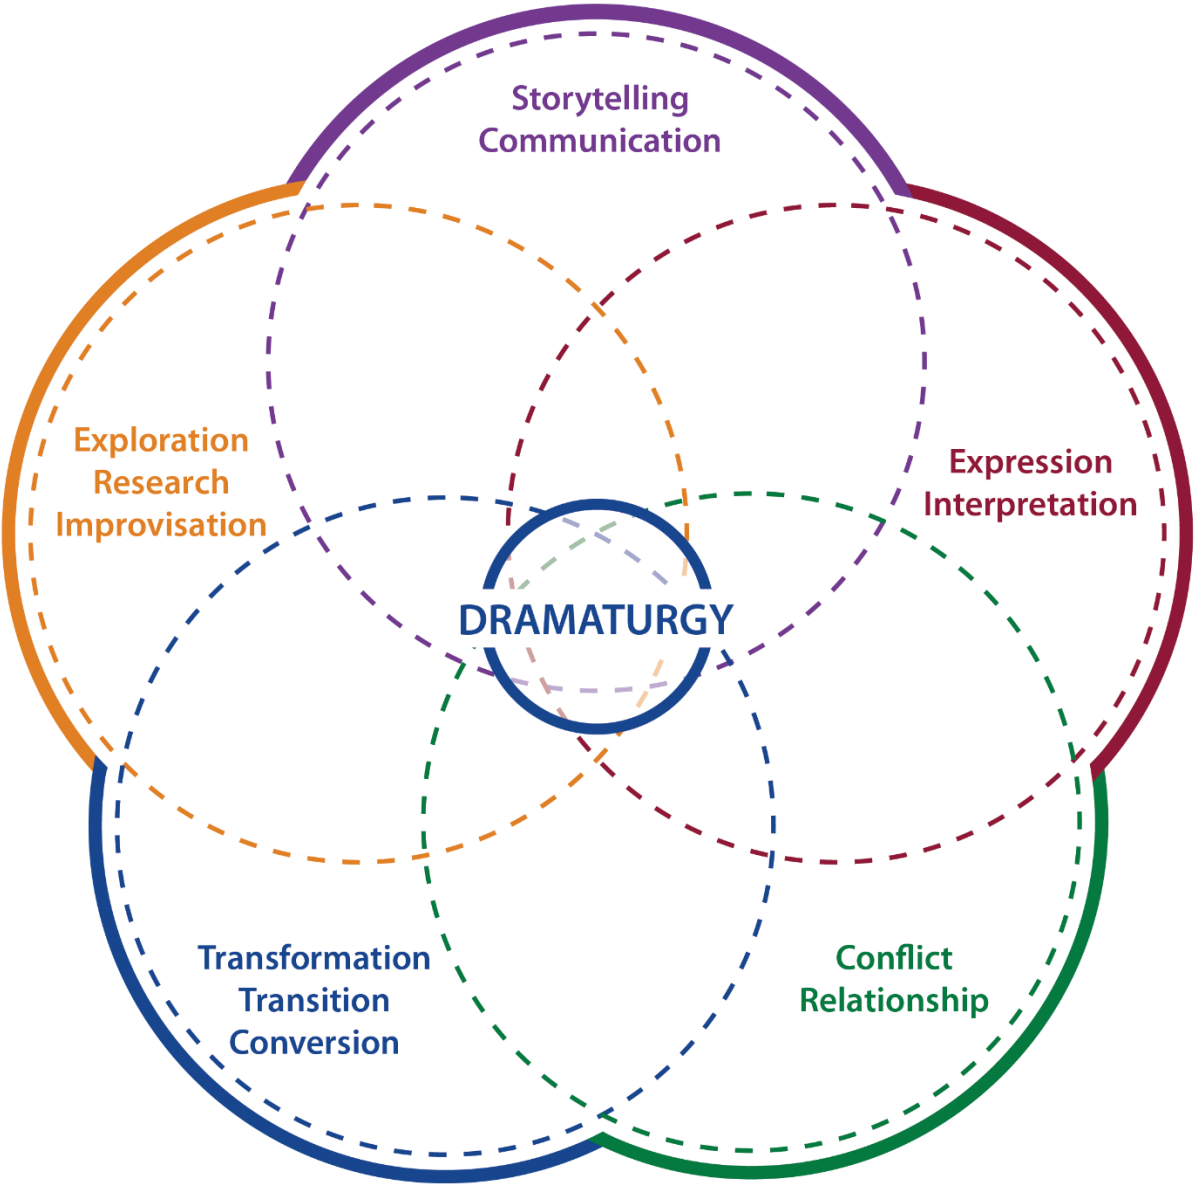 Storytelling
Communication
Exploration
Research
Improvisation
Expression
Interpretation
DRAMATURGY
Transformation
Transition
Conversion
Conflict
Relationship